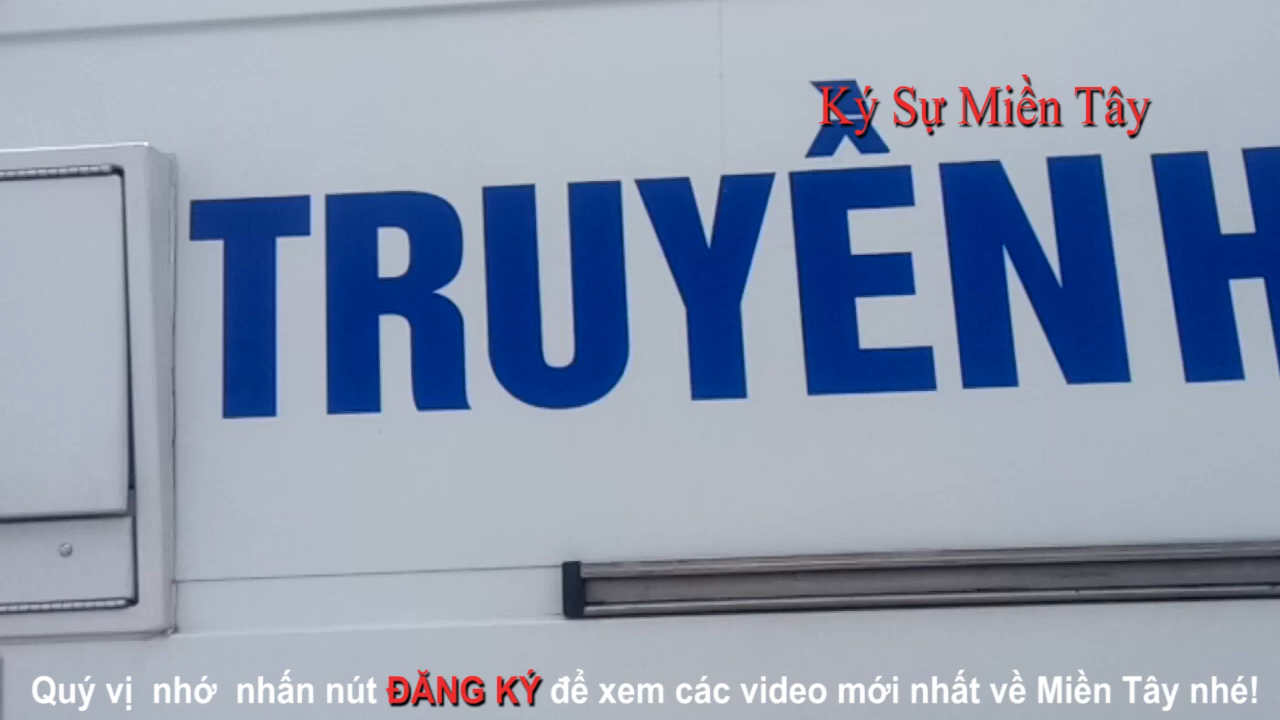 Ký Sự Miền Tây
TRUYỀN H
Quý vị nhớ nhấn nút ĐĂNG KÝ để xem các video mới nhất về Miền Tây nhé!